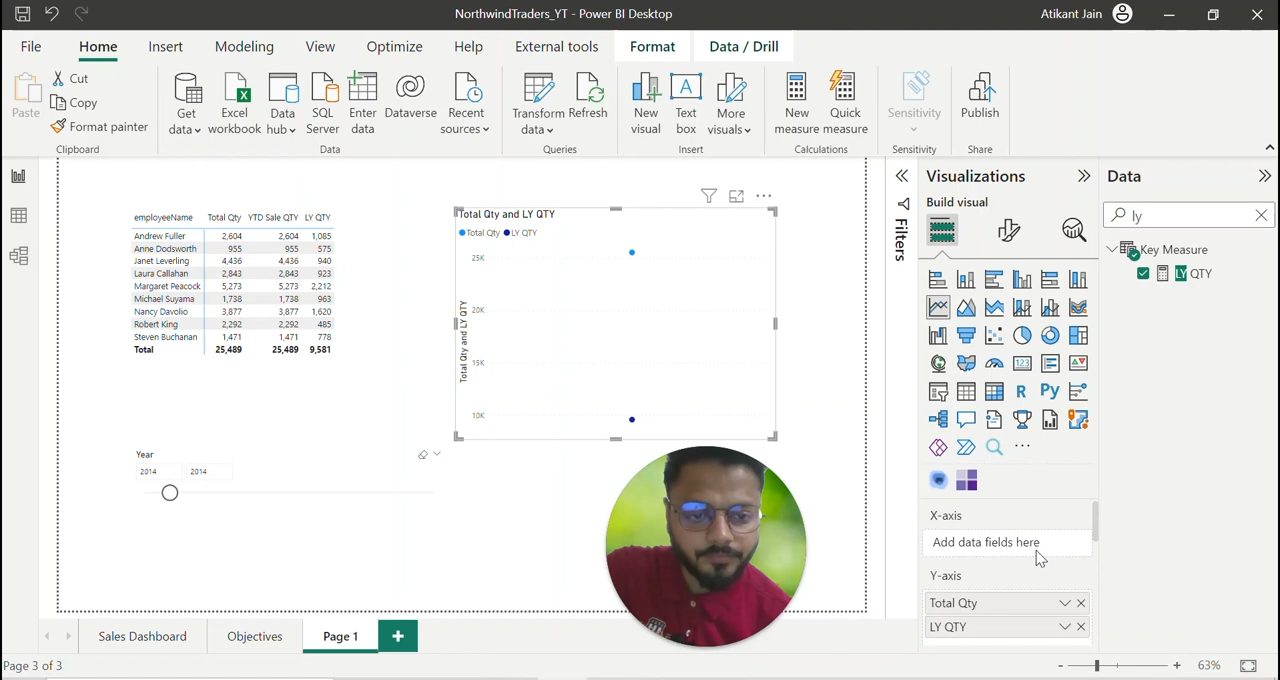 NorthwindTraders_YT - Power BI Desktop
Atikant Jain
File Home Insert Modeling View Optimize Help External tools Format Data / Drill
Paste
Cut
Copy
Format painter
Clipboard
Get data
Excel workbook
Data hub
SQL Server
Enter data
Dataverse
Recent sources
Data
Transform data
Refresh
Queries
New visual
Text box
More visuals
Insert
New measure
Quick measure
Calculations
Sensitivity
Sensitivity
Publish
Share
employeeName Total Qty YTD Sale QTY LY QTY
Andrew Fuller 2,604 2,604 1,085
Anne Dodsworth 955 955 575
Janet Leverling 4,436 4,436 940
Laura Callahan 2,843 2,843 923
Margaret Peacock 5,273 5,273 2,212
Michael Suyama 1,738 1,738 963
Nancy Davolio 3,877 3,877 1,620
Robert King 2,292 2,292 485
Steven Buchanan 1,471 1,471 778
Total 25,489 25,489 9,581
Year
2014 2014
Total Qty and LY QTY
Total Qty LY QTY
25K
20K
15K
10K
Total Qty and LY QTY
Filters
Visualizations
Build visual
R Py
123
X-axis
Add data fields here
Y-axis
Total Qty
LY QTY
Data
ly
Key Measure
LY QTY
Sales Dashboard Objectives Page 1
Page 3 of 3
63%